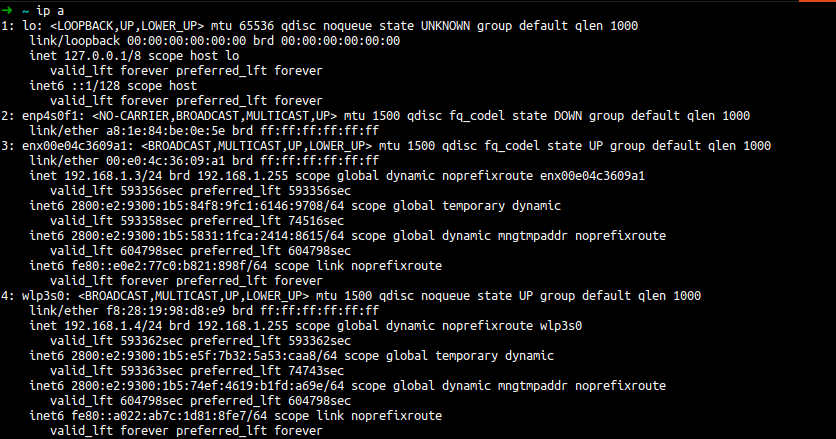 ➜ ~ ip a
1: lo: <LOOPBACK,UP,LOWER_UP> mtu 65536 qdisc noqueue state UNKNOWN group default qlen 1000
link/loopback 00:00:00:00:00:00 brd 00:00:00:00:00:00
inet 127.0.0.1/8 scope host lo
valid_lft forever preferred_lft forever
inet6 ::1/128 scope host
valid_lft forever preferred_lft forever
2: enp4s0f1: <NO-CARRIER,BROADCAST,MULTICAST,UP> mtu 1500 qdisc fq_codel state DOWN group default qlen 1000
link/ether a8:1e:84:be:0e:5e brd ff:ff:ff:ff:ff:ff
3: enx00e04c3609a1: <BROADCAST,MULTICAST,UP,LOWER_UP> mtu 1500 qdisc fq_codel state UP group default qlen 1000
link/ether 00:e0:4c:36:09:a1 brd ff:ff:ff:ff:ff:ff
inet 192.168.1.3/24 brd 192.168.1.255 scope global dynamic noprefixroute enx00e04c3609a1
valid_lft 593356sec preferred_lft 593356sec
inet6 2800:e2:9300:1b5:84f8:9fc1:6146:9708/64 scope global temporary dynamic
valid_lft 593358sec preferred_lft 74516sec
inet6 2800:e2:9300:1b5:5831:1fca:2414:8615/64 scope global dynamic mngtmpaddr noprefixroute
valid_lft 604798sec preferred_lft 604798sec
inet6 fe80::e0e2:77c0:b821:898f/64 scope link noprefixroute
valid_lft forever preferred_lft forever
4: wlp3s0: <BROADCAST,MULTICAST,UP,LOWER_UP> mtu 1500 qdisc noqueue state UP group default qlen 1000
link/ether f8:28:19:98:d8:e9 brd ff:ff:ff:ff:ff:ff
inet 192.168.1.4/24 brd 192.168.1.255 scope global dynamic noprefixroute wlp3s0
valid_lft 593362sec preferred_lft 593362sec
inet6 2800:e2:9300:1b5:e5f:7b32:5a53:caa8/64 scope global temporary dynamic
valid_lft 593363sec preferred_lft 74743sec
inet6 2800:e2:9300:1b5:74ef:4619:b1fd:a69e/64 scope global dynamic mngtmpaddr noprefixroute
valid_lft 604798sec preferred_lft 604798sec
inet6 fe80::a022:ab7c:1d81:8fe7/64 scope link noprefixroute
valid_lft forever preferred_lft forever